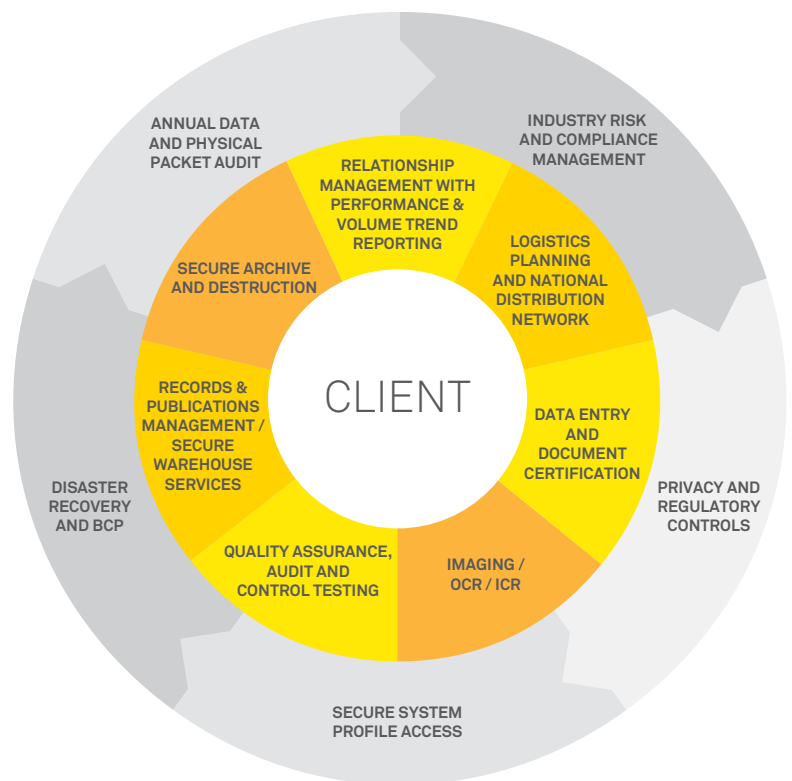 ANNUAL DATA
AND PHYSICAL
PACKET AUDIT
INDUSTRY RISK
AND COMPLIANCE
MANAGEMENT
RELATIONSHIP
MANAGEMENT WITH
PERFORMANCE &
VOLUME TREND
REPORTING
LOGISTICS
PLANNING
AND NATIONAL
DISTRIBUTION
NETWORK
SECURE ARCHIVE
AND DESTRUCTION
CLIENT
RECORDS &
PUBLICATIONS
MANAGEMENT /
SECURE
WAREHOUSE
SERVICES
DATA ENTRY
AND
DOCUMENT
CERTIFICATION
DISASTER
RECOVERY
AND BCP
PRIVACY AND
REGULATORY
CONTROLS
QUALITY ASSURANCE,
AUDIT AND
CONTROL TESTING
IMAGING /
OCR / ICR
SECURE SYSTEM
PROFILE ACCESS